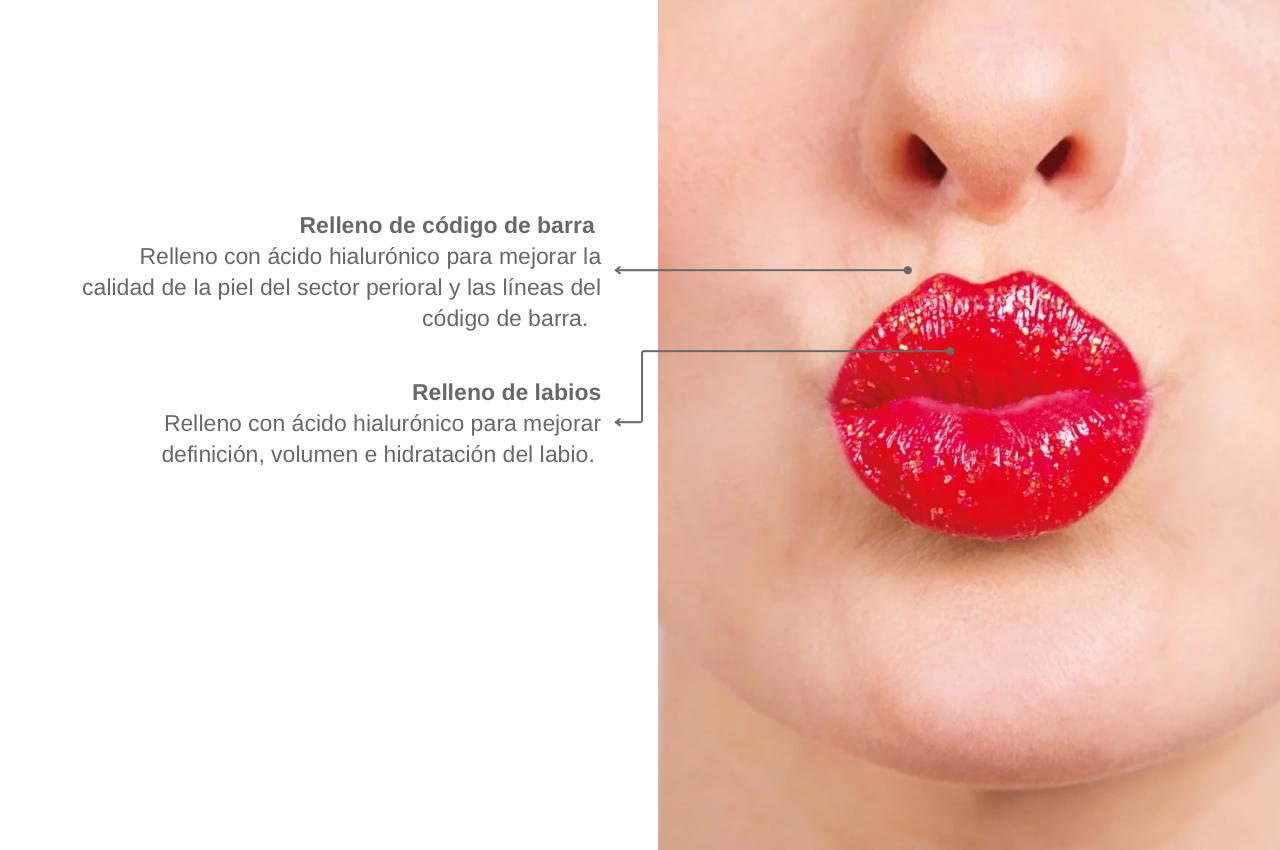 Relleno de código de barra
Relleno con ácido hialurónico para mejorar la
calidad de la piel del sector perioral y las líneas del
código de barra.
Relleno de labios
Relleno con ácido hialurónico para mejorar
definición, volumen e hidratación del labio.